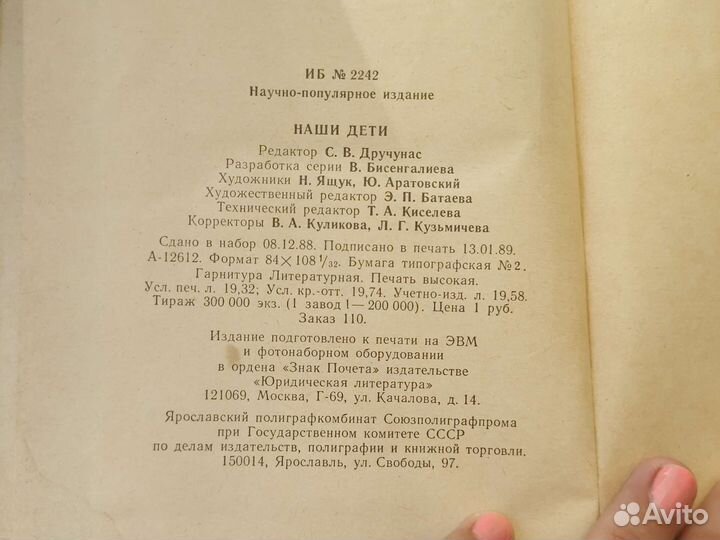 ИБ № 2242
Научно-популярное издание
НАШИ ДЕТИ
Редактор С. В. Дручунас
Разработка серии В. Бисенгалиева
Художники Н. Ящук, Ю. Аратовский
Художественный редактор Э. П. Батаева
Технический редактор Т. А. Киселева
Корректоры В. А. Куликова, Л. Г. Кузьмичева
Сдано в набор 08.12.88. Подписано в печать 13.01.89.
А-12612. Формат 84×108 1/32. Бумага типографская № 2.
Гарнитура Литературная. Печать высокая.
Усл. печ. л. 19,32; Усл. кр.-отт. 19,74. Учетно-изд. л. 19,58.
Тираж 300 000 экз. (1 завод 1—200 000). Цена 1 руб.
Заказ 110.
Издание подготовлено к печати на ЭВМ
и фотонаборном оборудовании
в ордена «Знак Почета» издательстве
«Юридическая литература»
121069, Москва, Г-69, ул. Качалова, д. 14.
Ярославский полиграфкомбинат Союзполиграфпрома
при Государственном комитете СССР
по делам издательств, полиграфии и книжной торговли.
150014, Ярославль, ул. Свободы, 97.
Avito